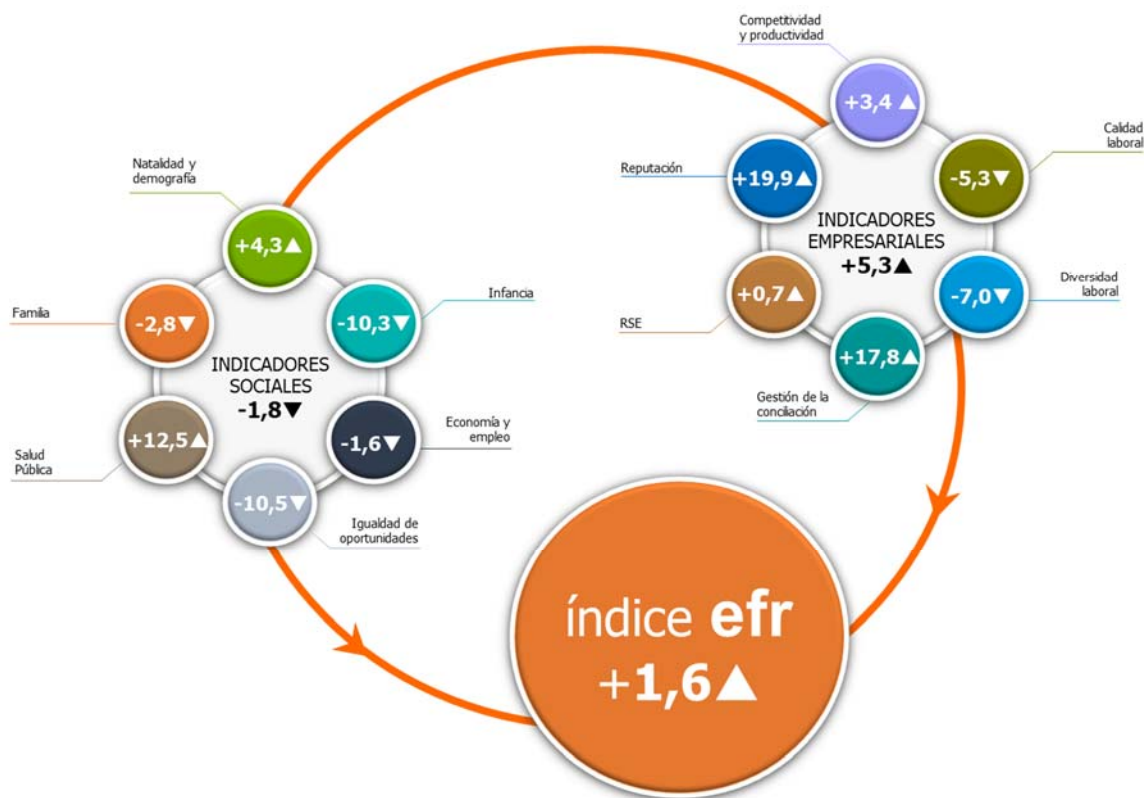 Competitividad
y productividad
+3,4 ▲
Calidad
laboral
-5,3 ▼
Reputación
+19,9 ▲
INDICADORES
EMPRESARIALES
+5,3 ▲
Diversidad
laboral
-7,0 ▼
RSE
+0,7 ▲
+17,8 ▲
Gestión de la
conciliación
Natalidad y
demografía
+4,3 ▲
Familia
-2,8 ▼
Infancia
-10,3 ▼
INDICADORES
SOCIALES
-1,8 ▼
Salud
Pública
+12,5 ▲
Economía y
empleo
-1,6 ▼
-10,5 ▼
Igualdad de
oportunidades
índice efr
+1,6 ▲